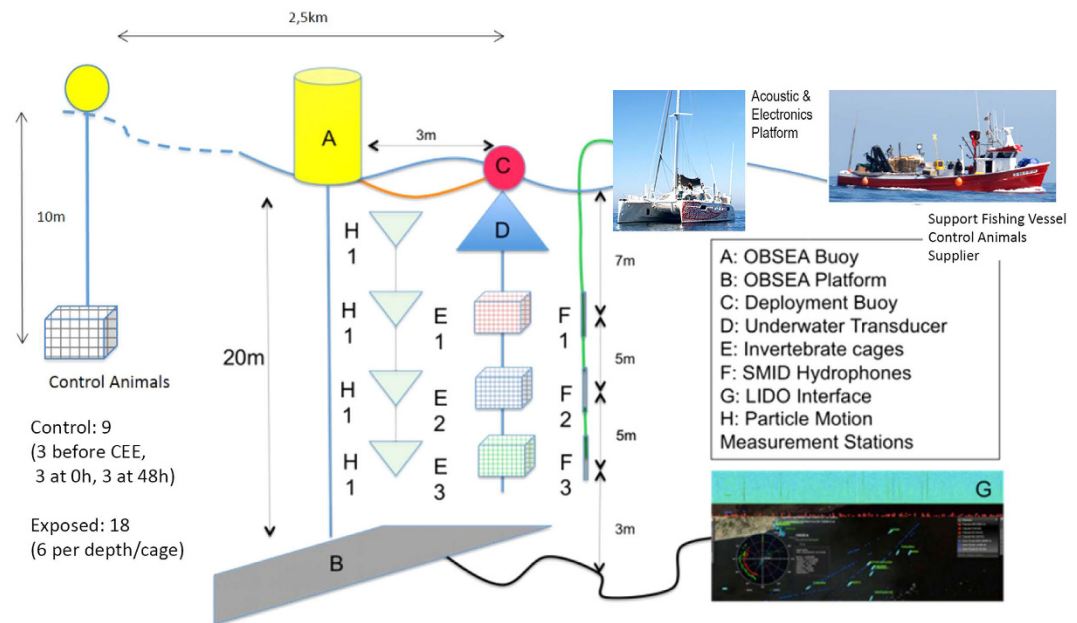 2,5km
Acoustic &
Electronics
Platform
A
3m
C
10m
Support Fishing Vessel
Control Animals
Supplier
D
H
1
7m
A: OBSEA Buoy
B: OBSEA Platform
C: Deployment Buoy
D: Underwater Transducer
E: Invertebrate cages
F: SMID Hydrophones
G: LIDO Interface
H: Particle Motion
Measurement Stations
H
1
E
1
F
1
20m
5m
Control Animals
H
1
E
2
F
2
Control: 9
(3 before CEE,
3 at 0h, 3 at 48h)
5m
H
1
E
3
F
3
G
Exposed: 18
(6 per depth/cage)
3m
B